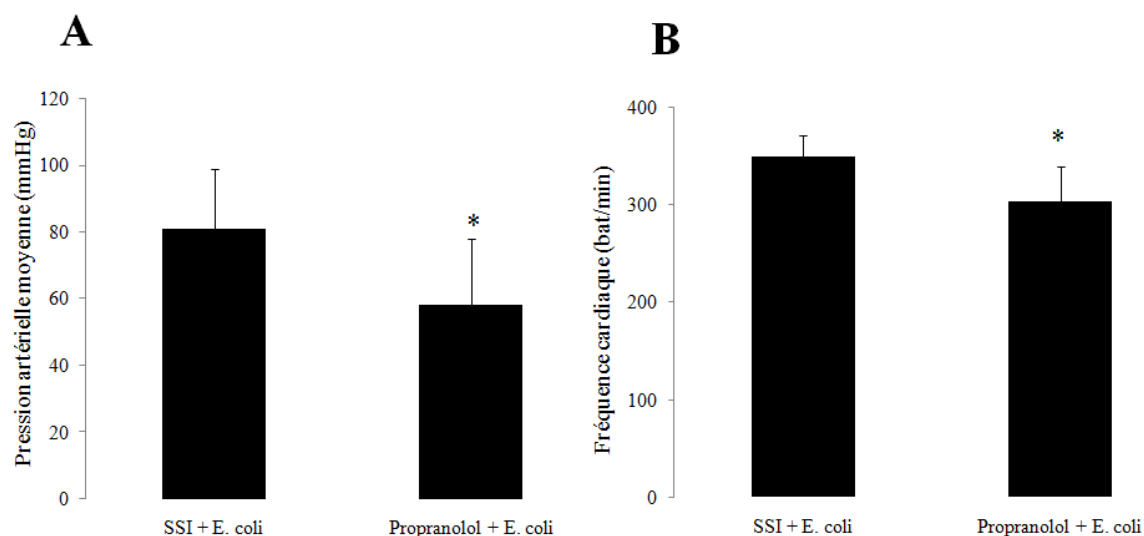 A
Pression artérielle moyenne (mmHg)
120
100
80
60
40
20
0
*
SSI + E. coli
Propranolol + E. coli
B
Fréquence cardiaque (bat/min)
400
300
200
100
0
*
SSI + E. coli
Propranolol + E. coli